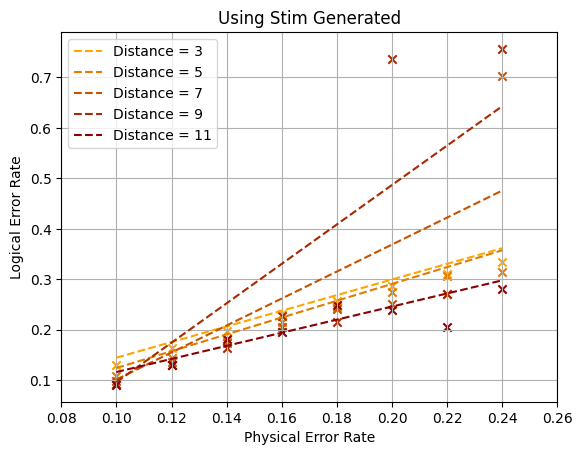 Using Stim Generated
Distance = 3
Distance = 5
Distance = 7
Distance = 9
Distance = 11
Logical Error Rate
0.7
0.6
0.5
0.4
0.3
0.2
0.1
0.08
0.10
0.12
0.14
0.16
0.18
0.20
0.22
0.24
0.26
Physical Error Rate